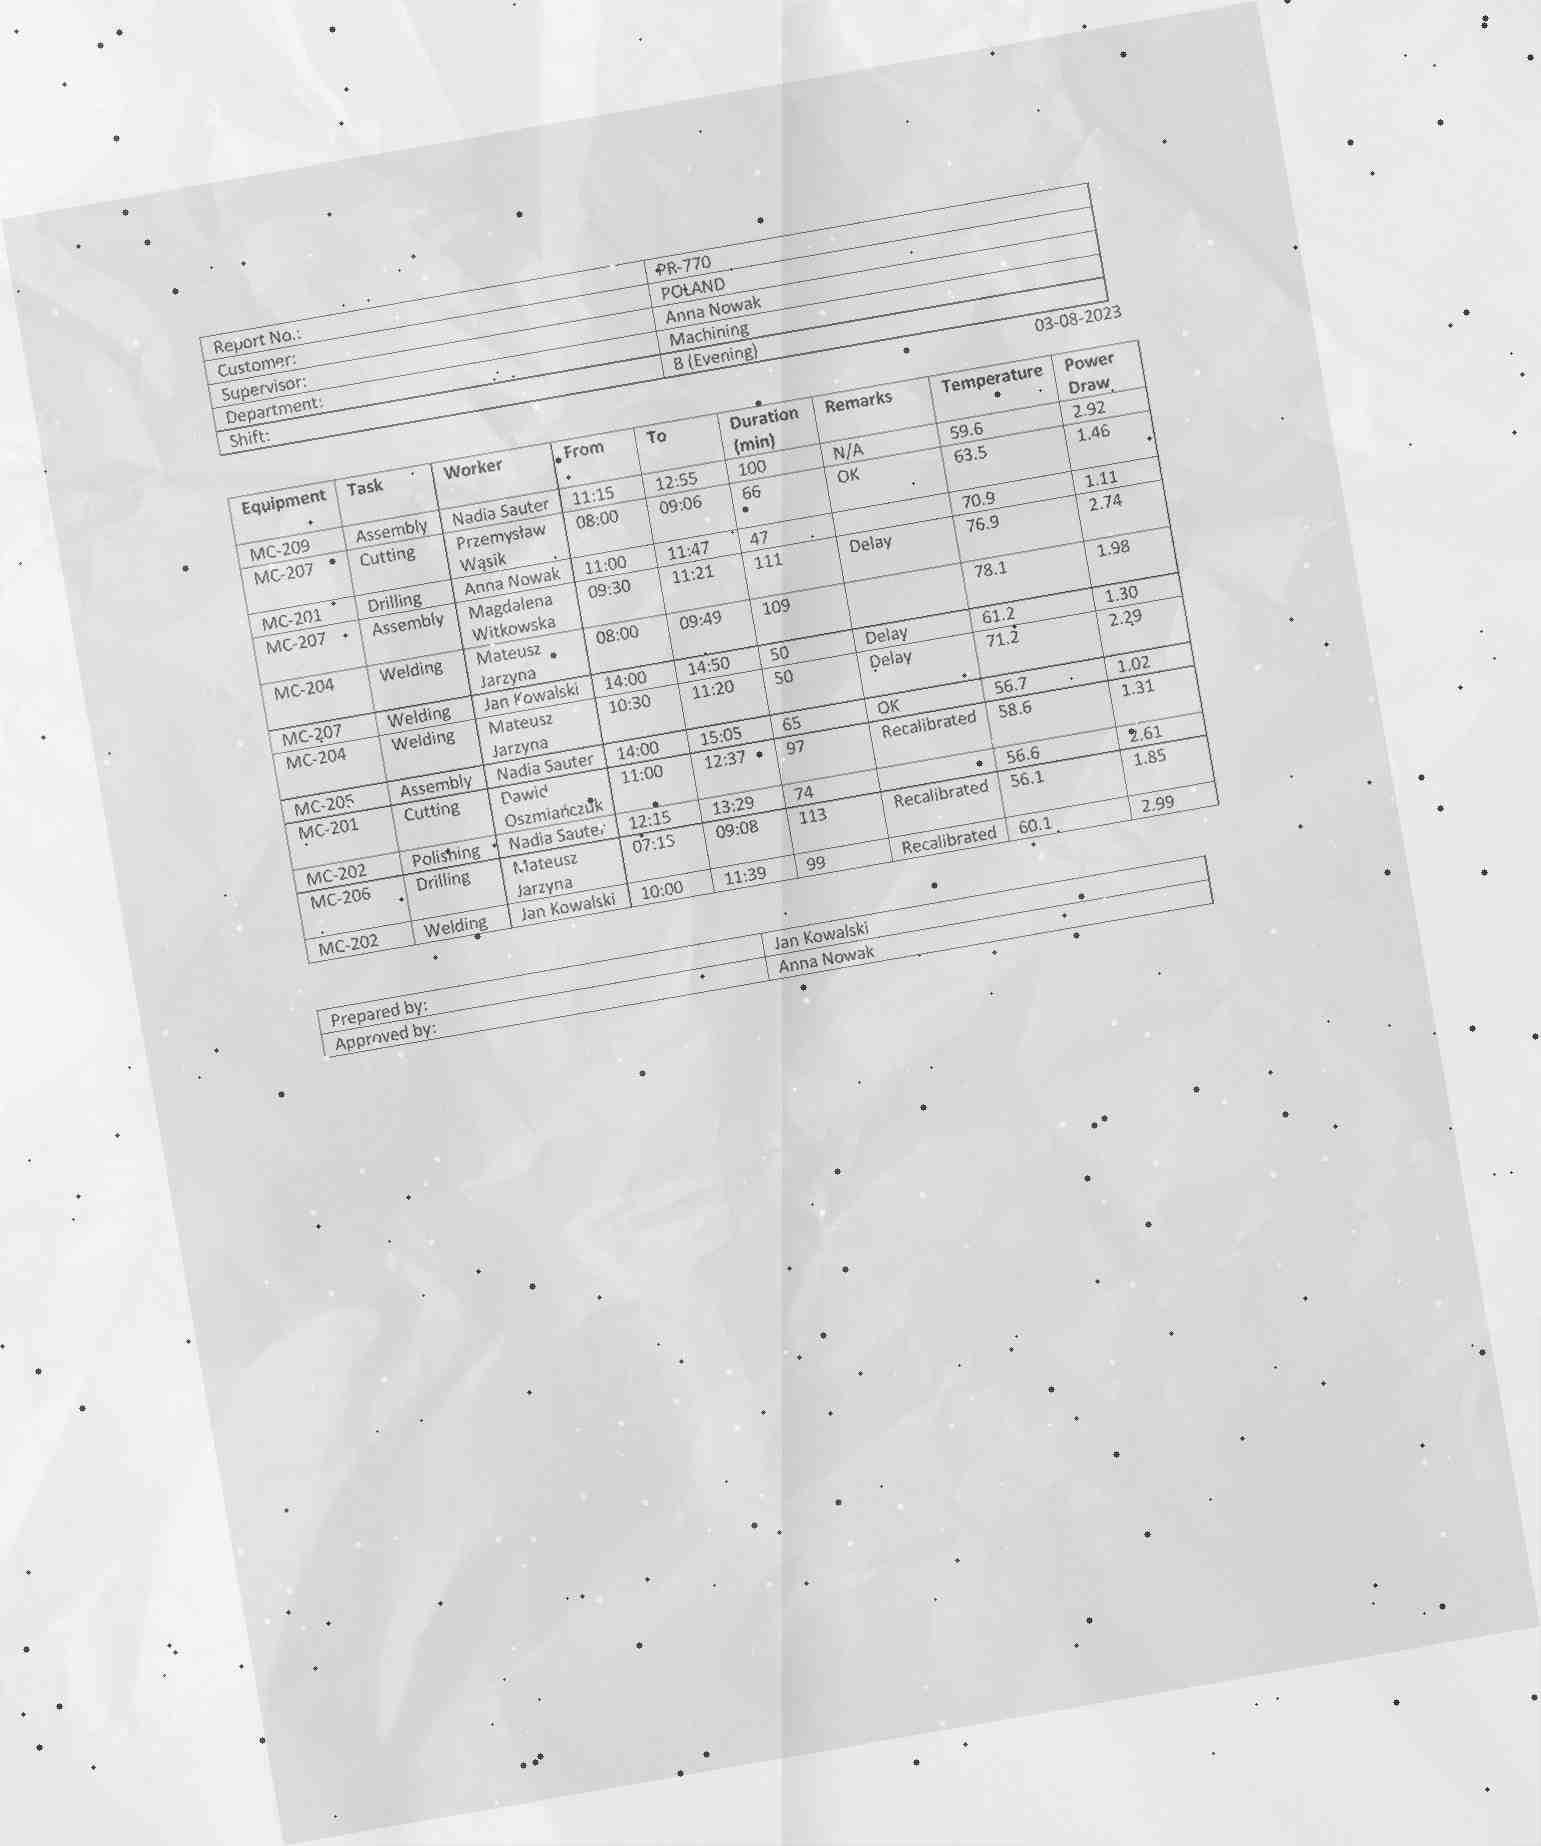 Report No.: PR-770
Customer: POLAND
Supervisor: Anna Nowak
Department: Machining
Shift: B (Evening)
03-08-2023
Equipment Task Worker From To Duration (min) Remarks Temperature Power Draw
MC-209 Assembly Nadia Sauter 11:15 12:55 100 N/A 59.6 2.92
MC-207 Cutting Przemysław Wąsik 08:00 09:06 66 OK 63.5 1.46
MC-201 Drilling Anna Nowak 11:00 11:47 47 70.9 1.11
MC-207 Assembly Magdalena Witkowska 09:30 11:21 111 Delay 76.9 2.74
MC-204 Welding Mateusz Jarzyna 08:00 09:49 109 78.1 1.98
MC-207 Welding Jan Kowalski 14:00 14:50 50 Delay 61.2 1.30
MC-204 Welding Mateusz Jarzyna 10:30 11:20 50 Delay 71.2 2.29
MC-205 Assembly Nadia Sauter 14:00 15:05 65 OK 56.7 1.02
MC-201 Cutting Dawid Oszmiańczuk 11:00 12:37 97 Recalibrated 58.6 1.31
MC-202 Polishing Nadia Sauter 12:15 13:29 74 56.6 2.61
MC-206 Drilling Mateusz Jarzyna 07:15 09:08 113 Recalibrated 56.1 1.85
MC-202 Welding Jan Kowalski 10:00 11:39 99 Recalibrated 60.1 2.99
Prepared by: Jan Kowalski
Approved by: Anna Nowak